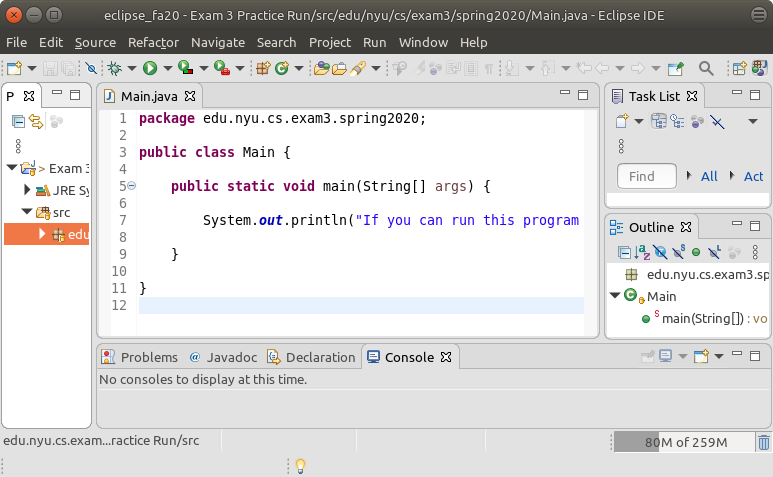 eclipse_fa20 - Exam 3 Practice Run/src/edu/nyu/cs/exam3/spring2020/Main.java - Eclipse IDE
File Edit Source Refactor Navigate Search Project Run Window Help
P
> Exam 3
JRE Sy
src
edu
Main.java
1 package edu.nyu.cs.exam3.spring2020;
2
3 public class Main {
4
5 public static void main(String[] args) {
6
7 System.out.println("If you can run this program
8
9 }
10
11 }
12
Task List
Find
All
Act
Outline
edu.nyu.cs.exam3.sp
Main
main(String[]) : vo
Problems @ Javadoc Declaration Console
No consoles to display at this time.
edu.nyu.cs.exam...ractice Run/src
80M of 259M